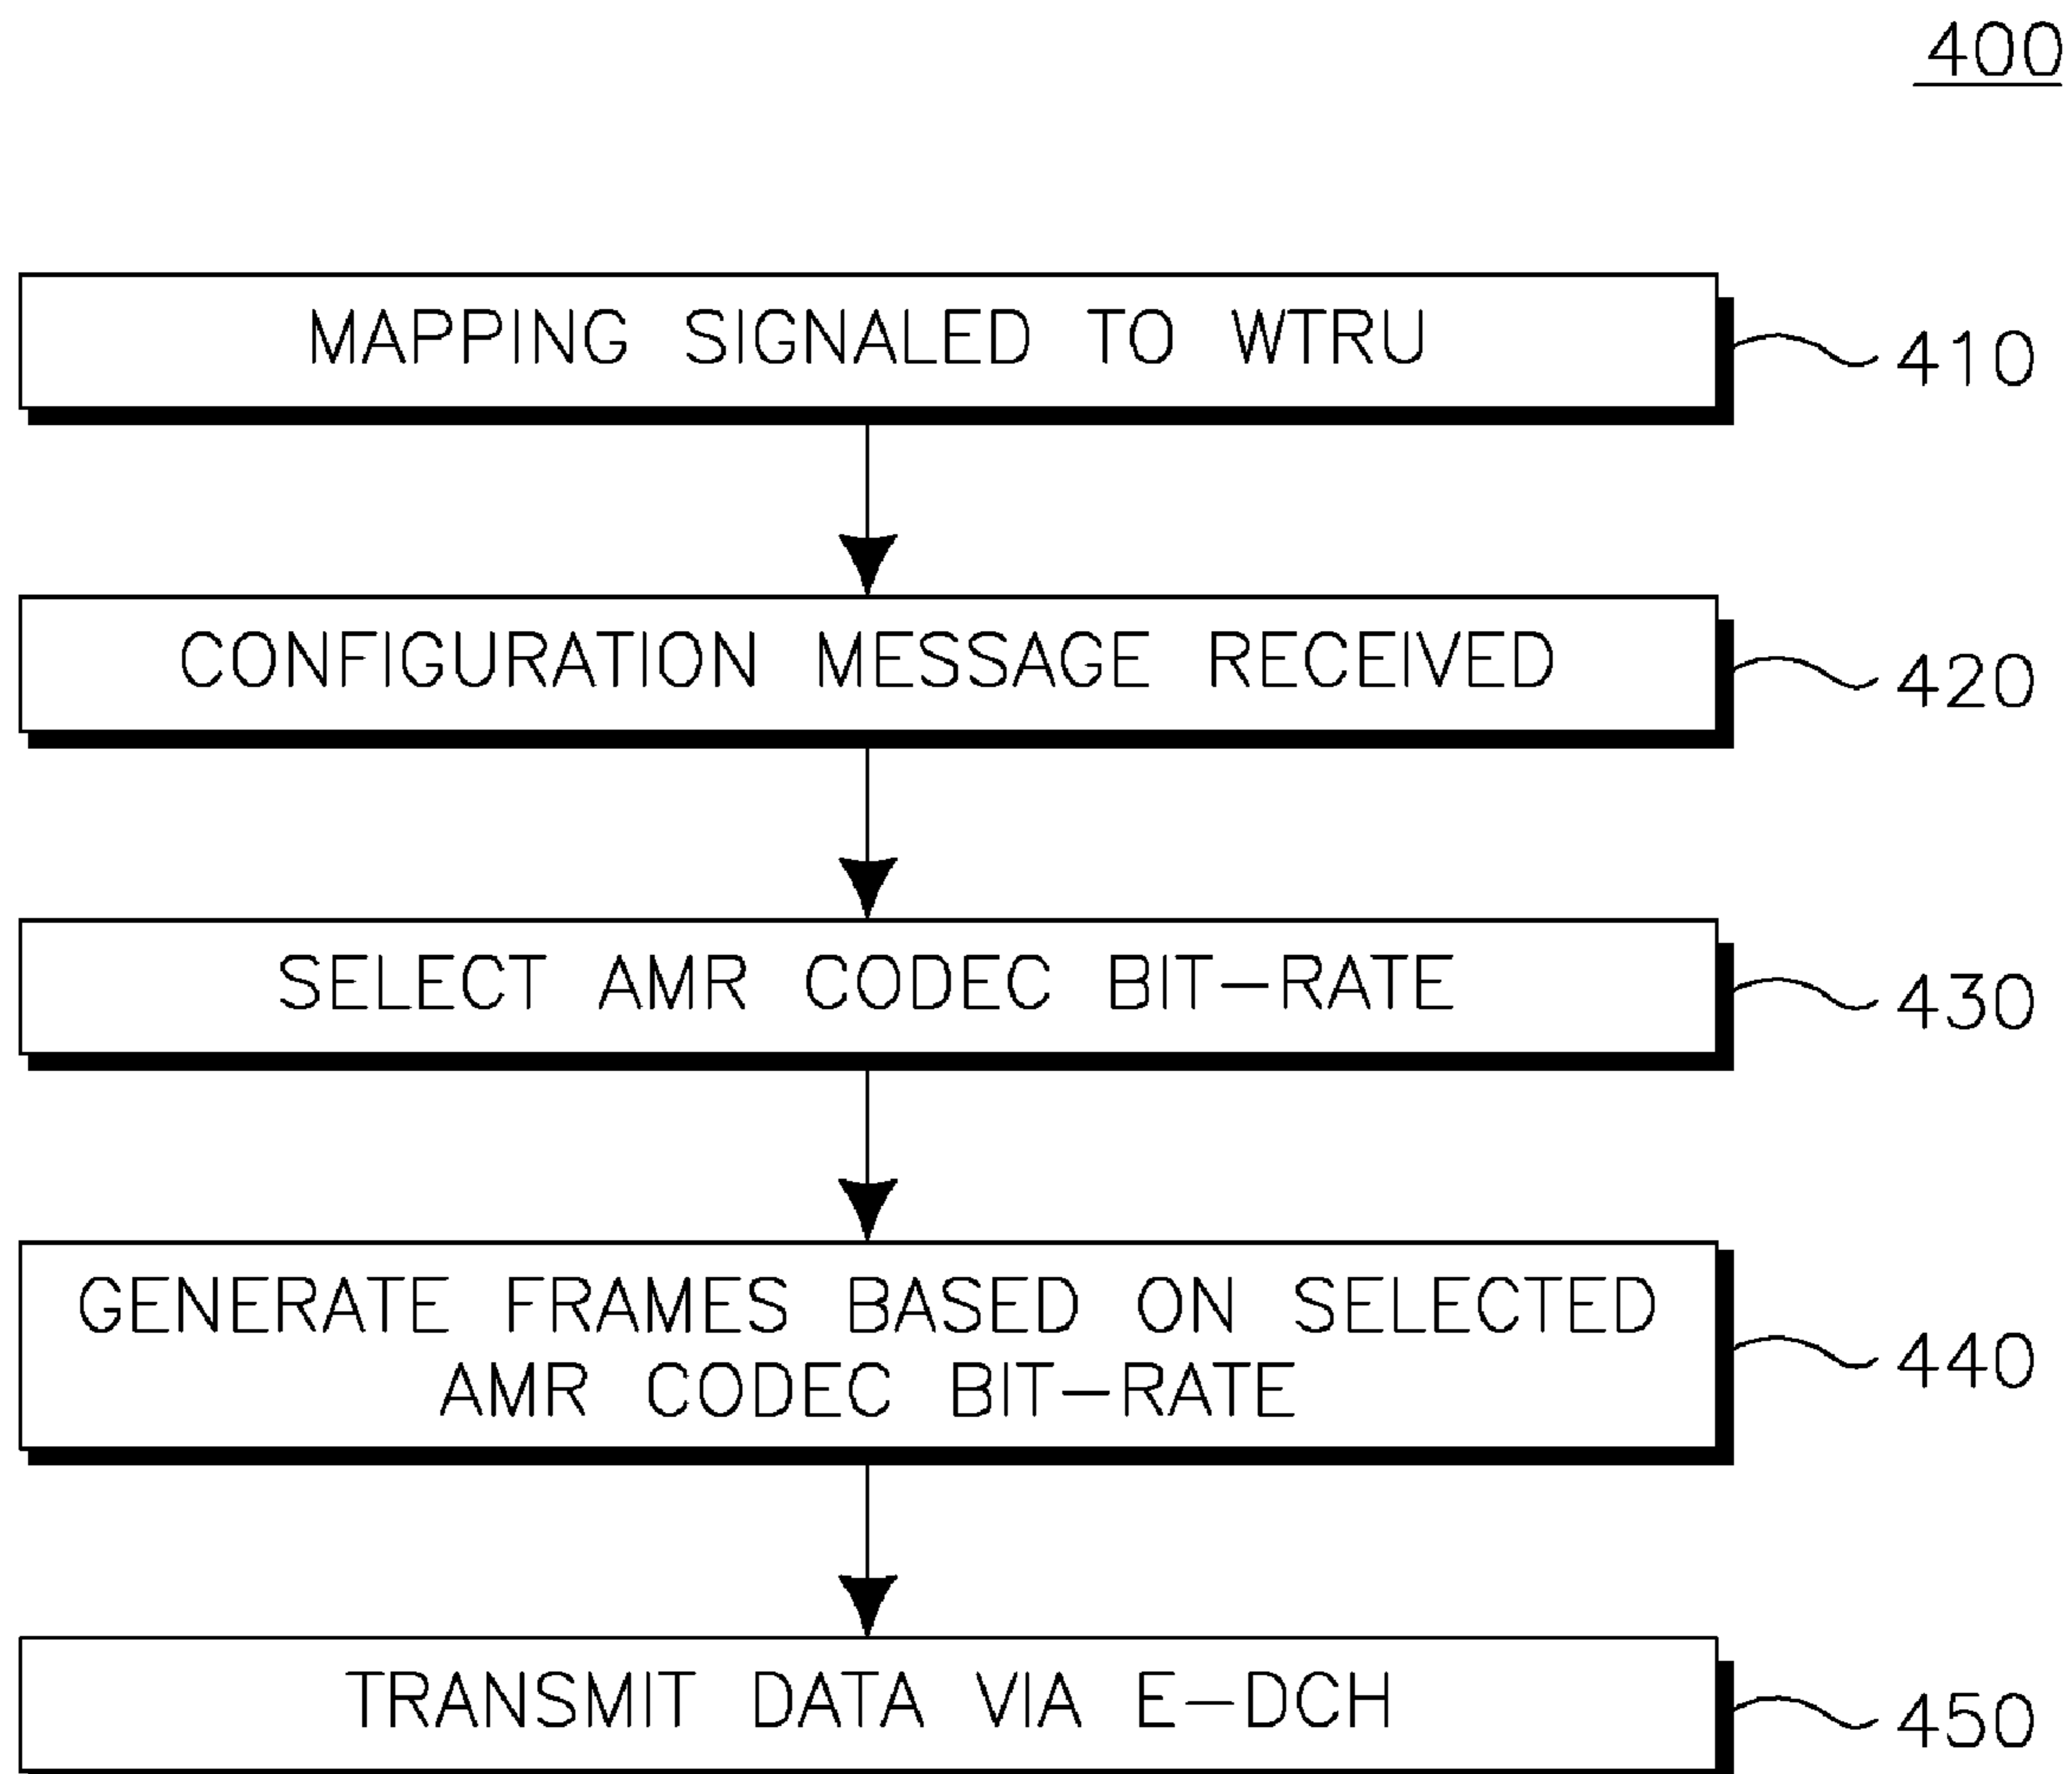 400
MAPPING SIGNALED TO WTRU
410
CONFIGURATION MESSAGE RECEIVED
420
SELECT AMR CODEC BIT-RATE
430
GENERATE FRAMES BASED ON SELECTED
AMR CODEC BIT-RATE
440
TRANSMIT DATA VIA E-DCH
450